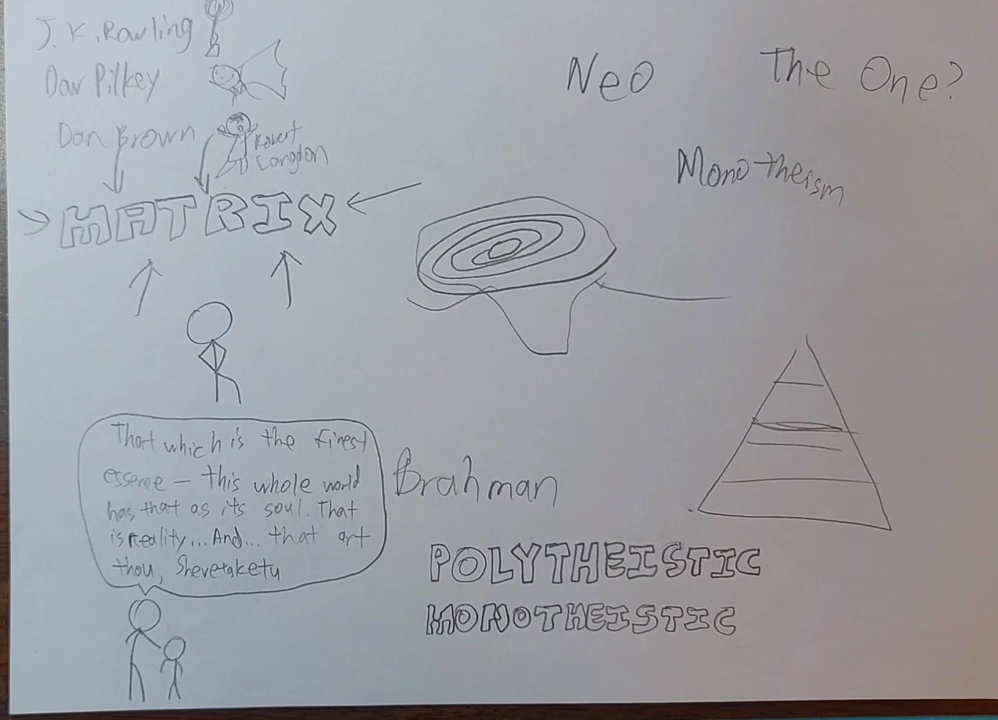 J.K. Rowling
Dav Pilkey
Dan Brown
Robert
Langdon
MATRIX
Neo
The One?
Monotheism
That which is the finest
essence – this whole world
has that as its soul. That
is reality... And... that art
thou, Shevetaketu
Brahman
POLYTHEISTIC
MONOTHEISTIC